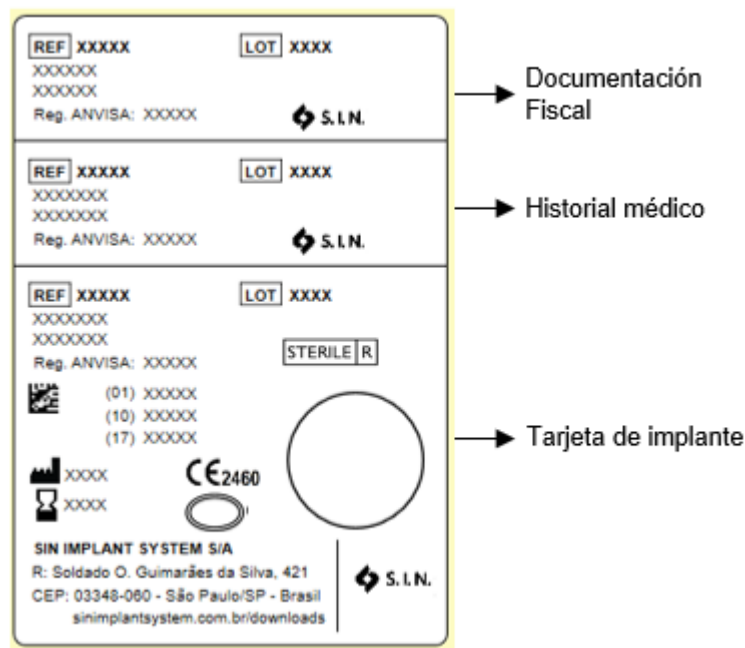 REF XXXXX LOT XXXX
XXXXXX
XXXXXX
Reg. ANVISA: XXXXX S.I.N.
Documentación
Fiscal
REF XXXXX LOT XXXX
XXXXXXX
XXXXXXX
Reg. ANVISA: XXXXX S.I.N.
Historial médico
REF XXXXX LOT XXXX
XXXXXXX
XXXXXXX
Reg. ANVISA: XXXXX
STERILE R
(01) XXXXX
(10) XXXXX
(17) XXXXX
Tarjeta de implante
XXXX
CE2460
XXXX
SIN IMPLANT SYSTEM S/A
R: Soldado O. Guimarães da Silva, 421
CEP: 03348-060 - São Paulo/SP - Brasil
sinimplantsystem.com.br/downloads
S.I.N.